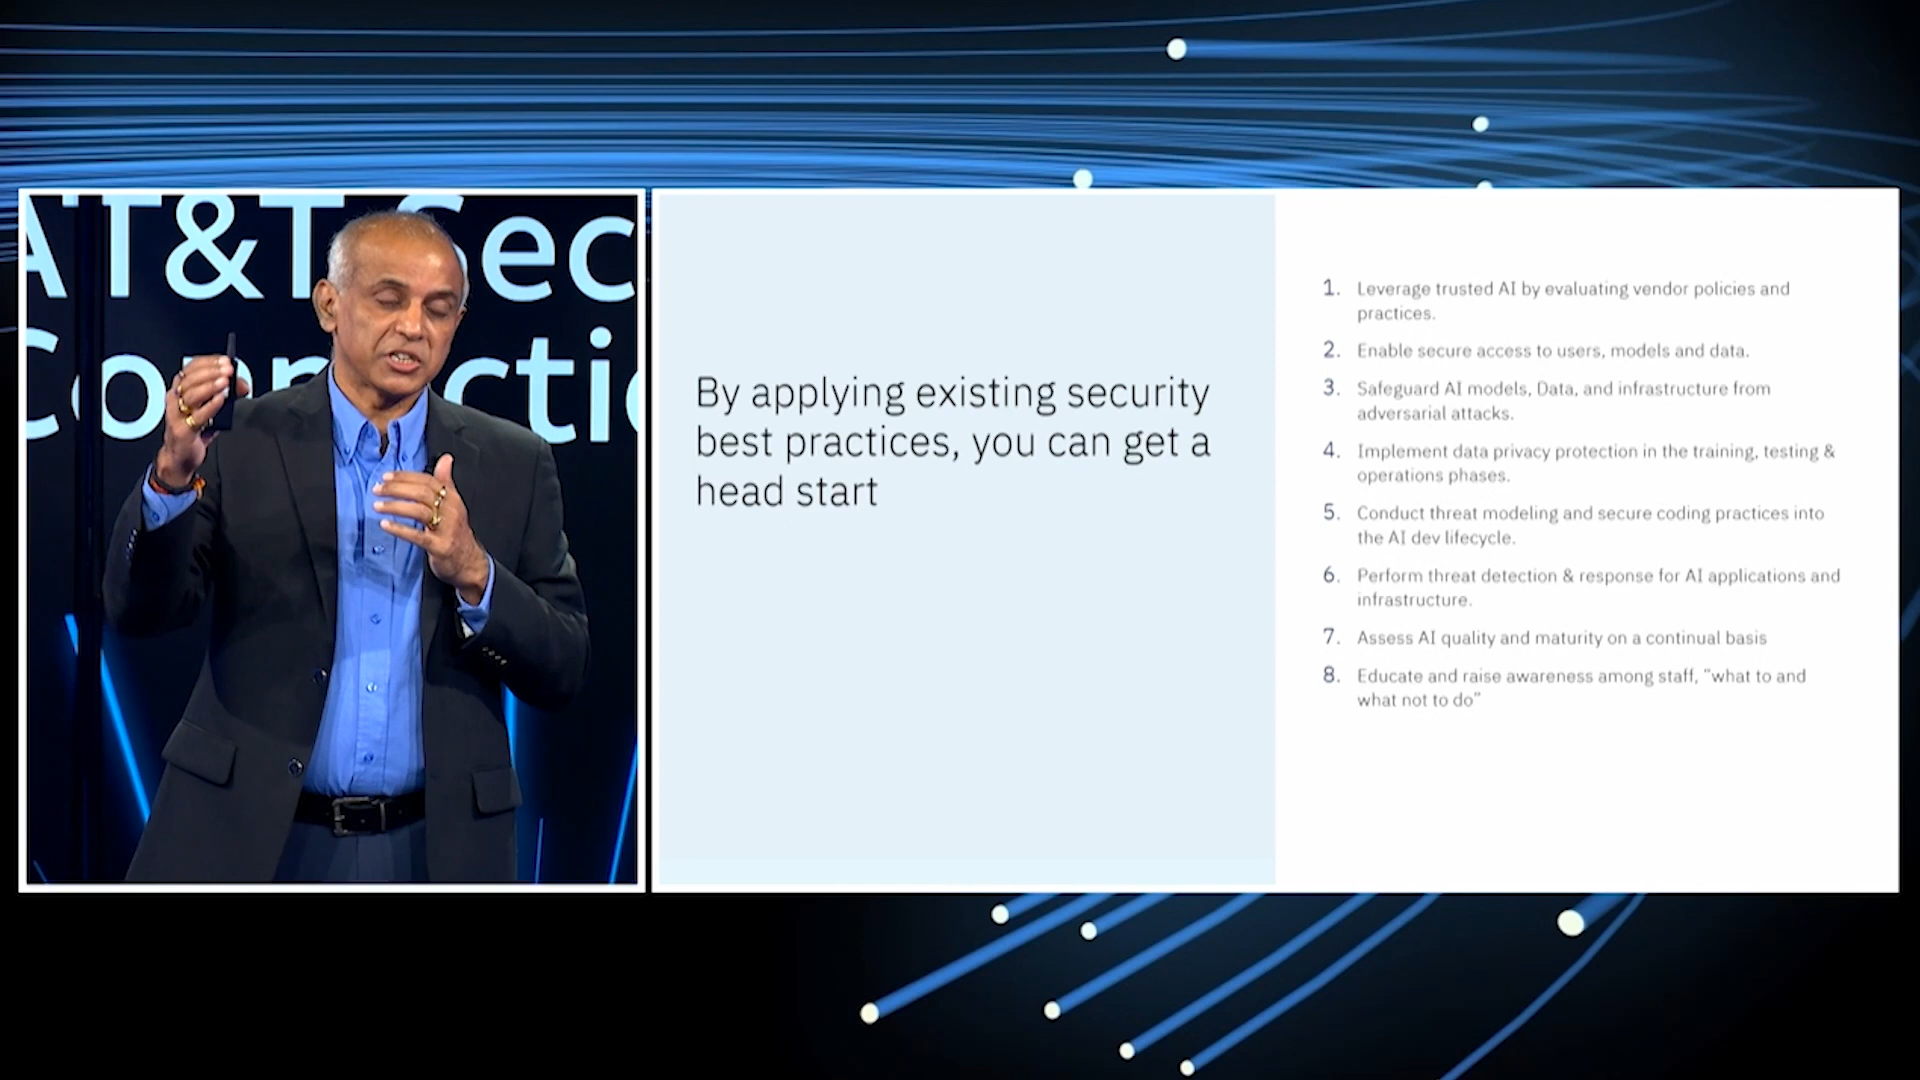 AT&T Sec
Connecti
By applying existing security
best practices, you can get a
head start
1. Leverage trusted AI by evaluating vendor policies and
practices.
2. Enable secure access to users, models and data.
3. Safeguard AI models, Data, and infrastructure from
adversarial attacks.
4. Implement data privacy protection in the training, testing &
operations phases.
5. Conduct threat modeling and secure coding practices into
the AI dev lifecycle.
6. Perform threat detection & response for AI applications and
infrastructure.
7. Assess AI quality and maturity on a continual basis
8. Educate and raise awareness among staff, “what to and
what not to do”